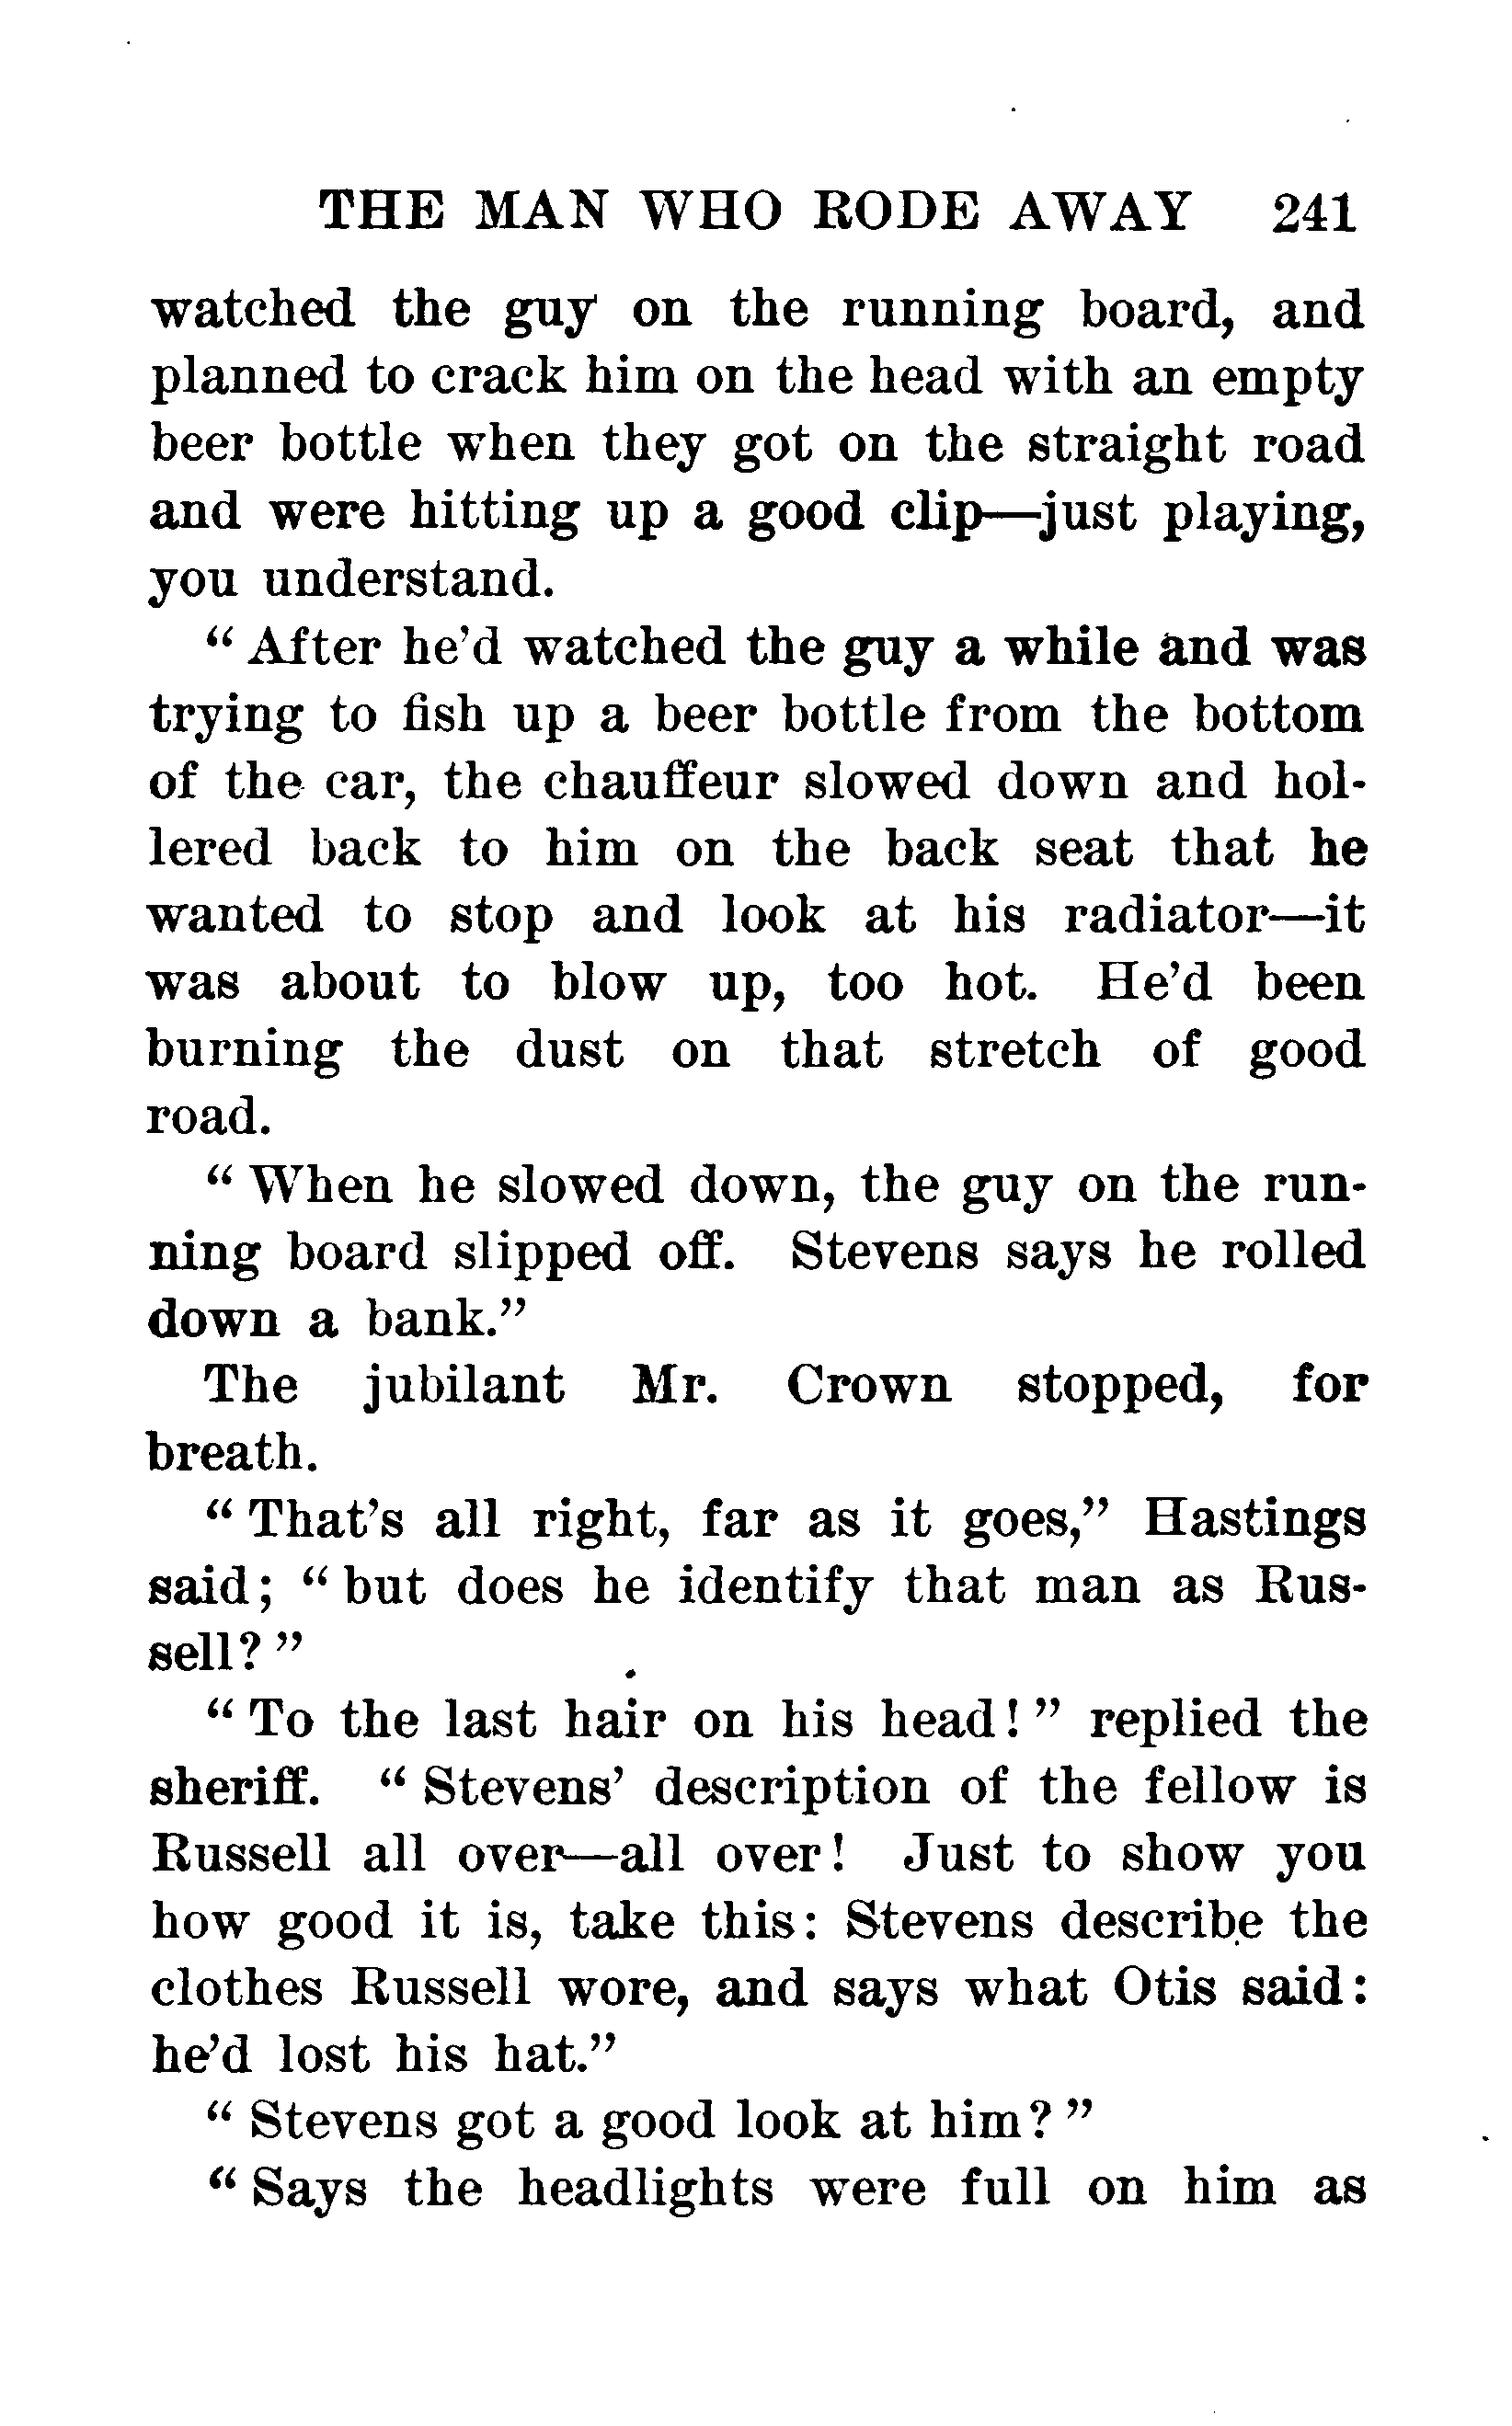 THE MAN WHO RODE AWAY 241
watched the guy on the running board, and
planned to crack him on the head with an empty
beer bottle when they got on the straight road
and were hitting up a good clip—just playing,
you understand.
“ After he’d watched the guy a while and was
trying to fish up a beer bottle from the bottom
of the car, the chauffeur slowed down and hol-
lered back to him on the back seat that he
wanted to stop and look at his radiator—it
was about to blow up, too hot. He’d been
burning the dust on that stretch of good
road.
“ When he slowed down, the guy on the run-
ning board slipped off. Stevens says he rolled
down a bank.”
The jubilant Mr. Crown stopped, for
breath.
“ That’s all right, far as it goes,” Hastings
said; “ but does he identify that man as Rus-
sell? ”
“ To the last hair on his head! ” replied the
sheriff. “ Stevens’ description of the fellow is
Russell all over—all over! Just to show you
how good it is, take this: Stevens describe the
clothes Russell wore, and says what Otis said:
he’d lost his hat.”
“ Stevens got a good look at him? ”
“ Says the headlights were full on him as